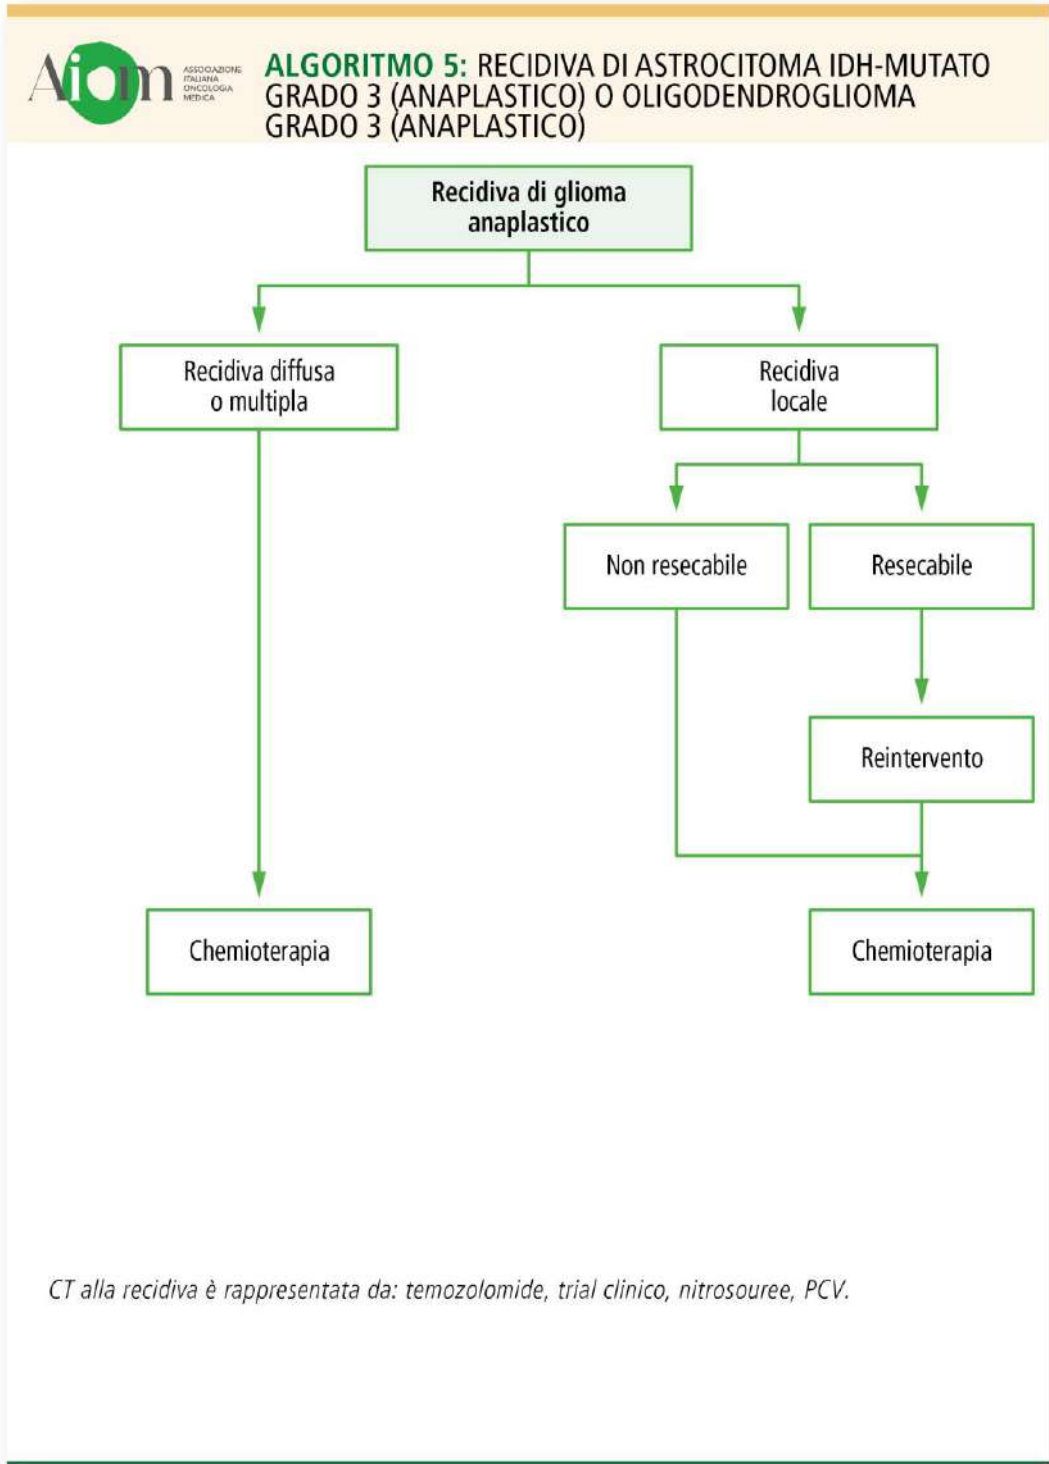 Aiom
ASSOCIAZIONE
ITALIANA
ONCOLOGIA
MEDICA
ALGORITMO 5: RECIDIVA DI ASTROCITOMA IDH-MUTATO
GRADO 3 (ANAPLASTICO) O OLIGODENDROGLIOMA
GRADO 3 (ANAPLASTICO)
Recidiva di glioma
anaplastico
Recidiva diffusa
o multipla
Recidiva
locale
Non resecabile
Resecabile
Reintervento
Chemioterapia
Chemioterapia
CT alla recidiva è rappresentata da: temozolomide, trial clinico, nitrosouree, PCV.